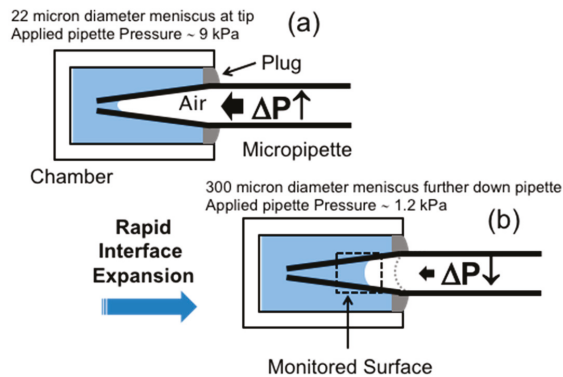 22 micron diameter meniscus at tip
Applied pipette Pressure ~ 9 kPa
(a)
Plug
Air
ΔP↑
Micropipette
Chamber
300 micron diameter meniscus further down pipette
Applied pipette Pressure ~ 1.2 kPa
(b)
Rapid
Interface
Expansion
ΔP↓
Monitored Surface